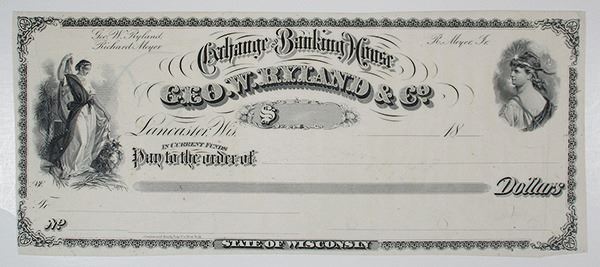 Geo. W. Ryland,
Richard Meyer
R. Meyer, Jr.
Exchange and Banking House
GEO. W. RYLAND & Co.
$
Lancaster, Wis. 18
IN CURRENT FUNDS
Pay to the order of
Dollars
No
STATE OF WISCONSIN